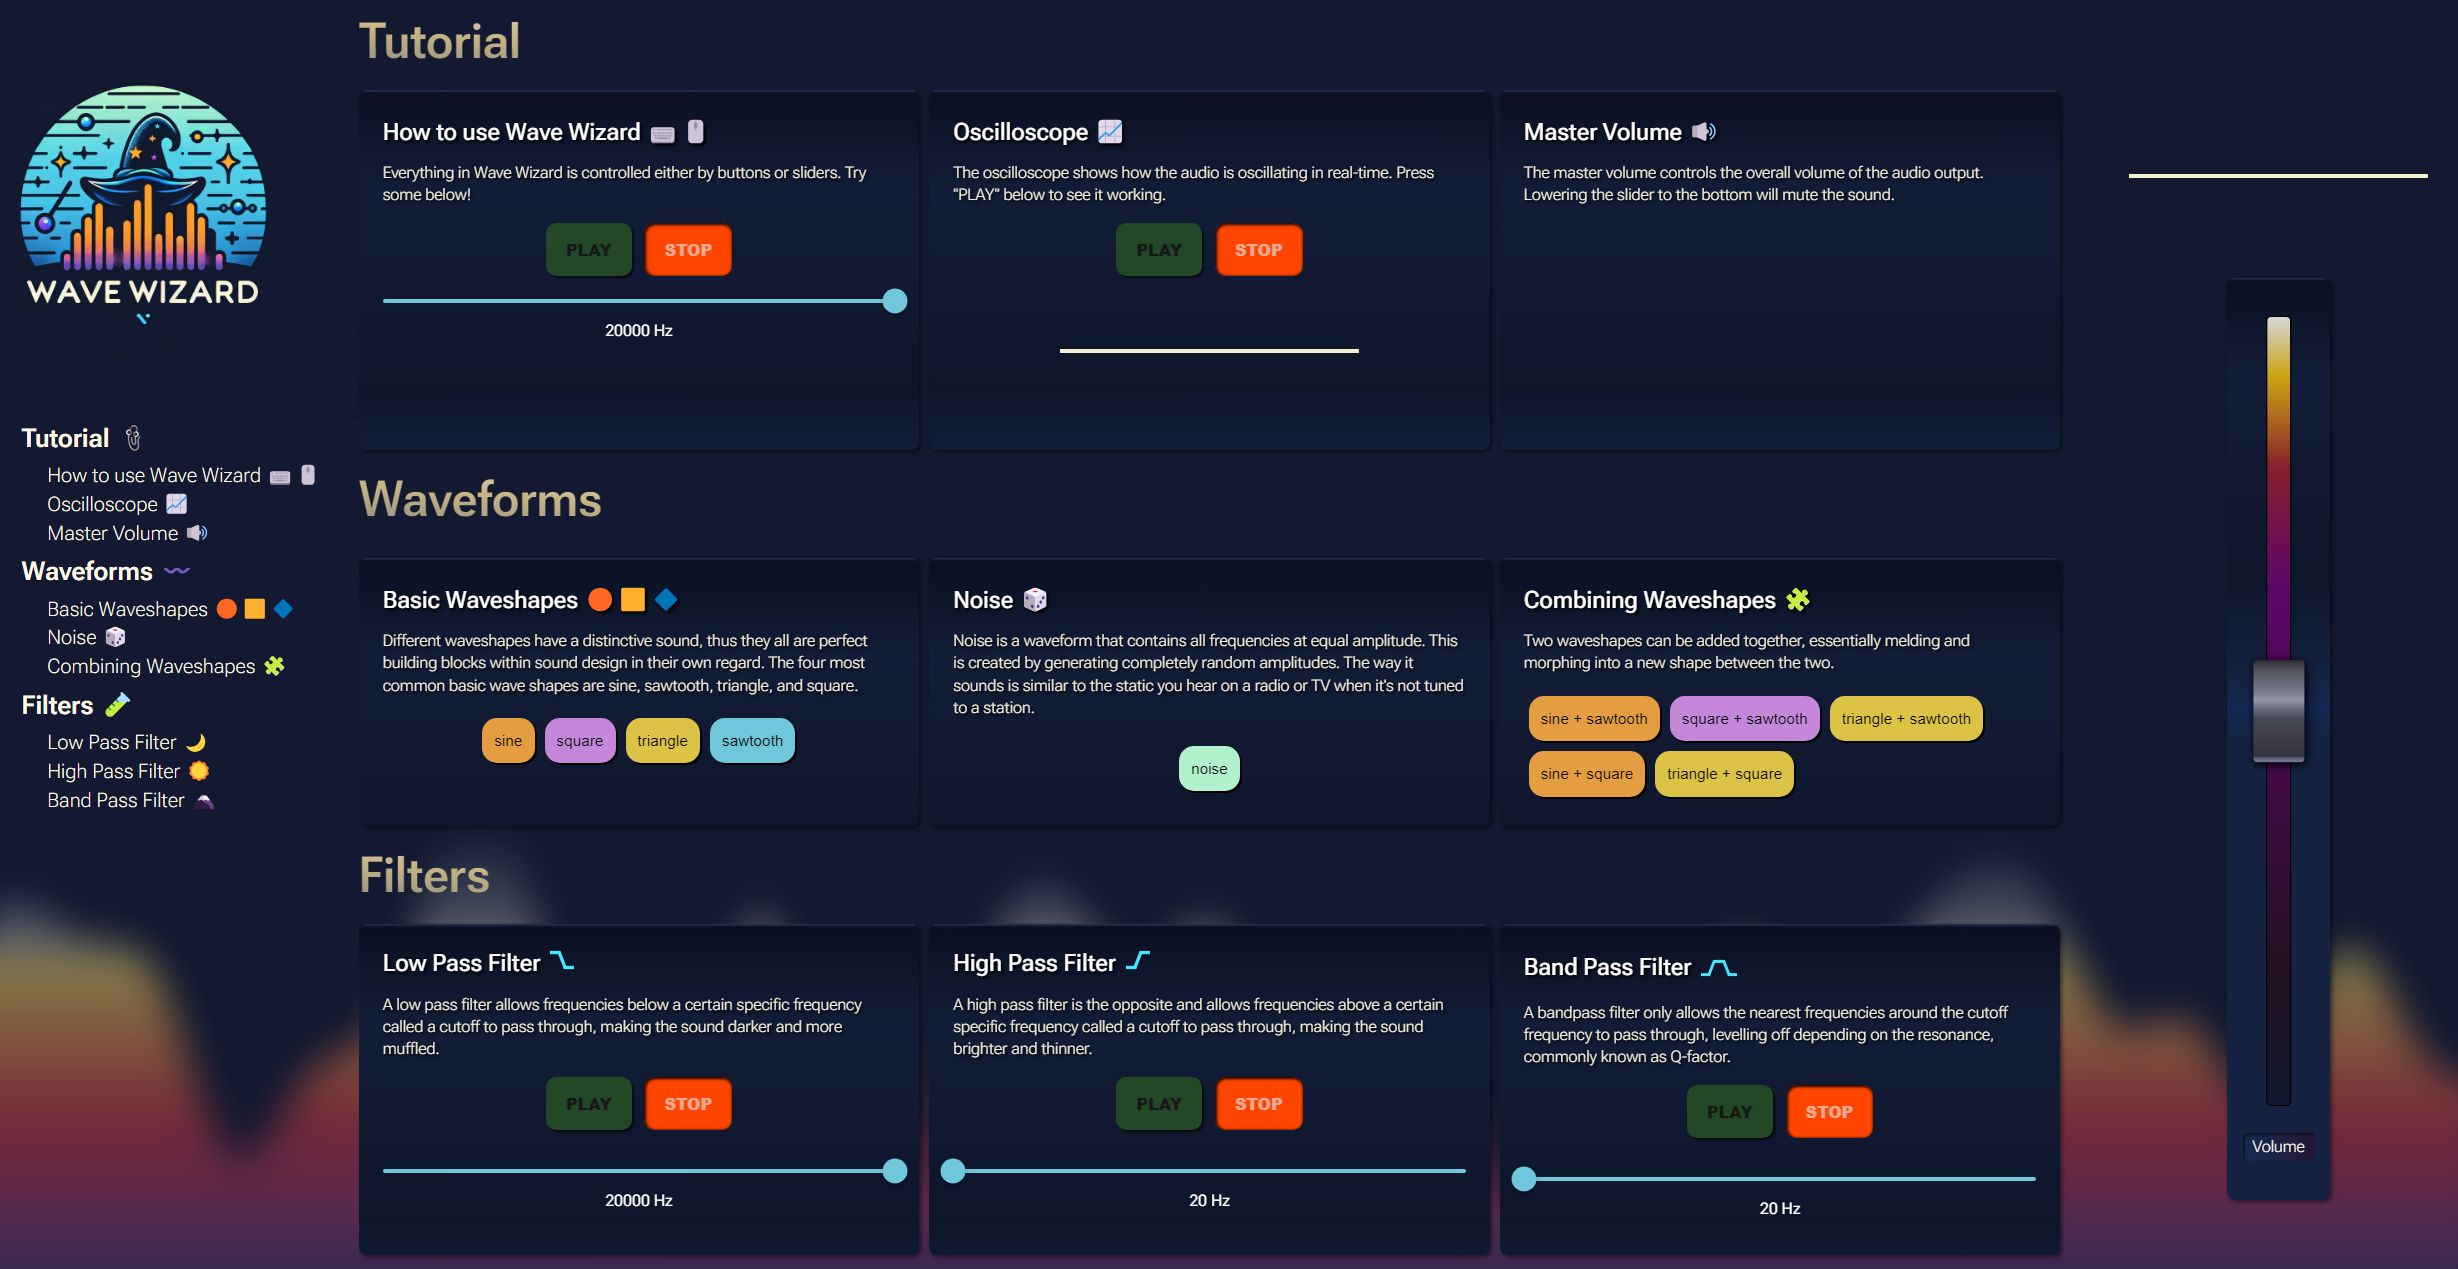 WAVE WIZARD
Tutorial
How to use Wave Wizard
Oscilloscope
Master Volume
Waveforms
Basic Waveshapes
Noise
Combining Waveshapes
Filters
Low Pass Filter
High Pass Filter
Band Pass Filter
Tutorial
How to use Wave Wizard
Everything in Wave Wizard is controlled either by buttons or sliders. Try
some below!
PLAY STOP
20000 Hz
Oscilloscope
The oscilloscope shows how the audio is oscillating in real-time. Press
"PLAY" below to see it working.
PLAY STOP
Master Volume
The master volume controls the overall volume of the audio output.
Lowering the slider to the bottom will mute the sound.
Waveforms
Basic Waveshapes
Different waveshapes have a distinctive sound, thus they all are perfect
building blocks within sound design in their own regard. The four most
common basic wave shapes are sine, sawtooth, triangle, and square.
sine square triangle sawtooth
Noise
Noise is a waveform that contains all frequencies at equal amplitude. This
is created by generating completely random amplitudes. The way it
sounds is similar to the static you hear on a radio or TV when it's not tuned
to a station.
noise
Combining Waveshapes
Two waveshapes can be added together, essentially melding and
morphing into a new shape between the two.
sine + sawtooth square + sawtooth triangle + sawtooth
sine + square triangle + square
Filters
Low Pass Filter
A low pass filter allows frequencies below a certain specific frequency
called a cutoff to pass through, making the sound darker and more
muffled.
PLAY STOP
20000 Hz
High Pass Filter
A high pass filter is the opposite and allows frequencies above a certain
specific frequency called a cutoff to pass through, making the sound
brighter and thinner.
PLAY STOP
20 Hz
Band Pass Filter
A bandpass filter only allows the nearest frequencies around the cutoff
frequency to pass through, levelling off depending on the resonance,
commonly known as Q-factor.
PLAY STOP
20 Hz
Volume